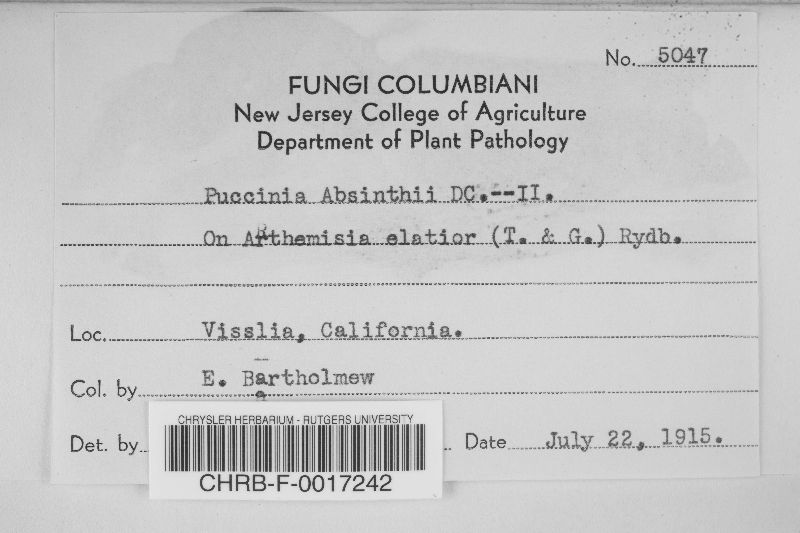 No. 5047
FUNGI COLUMBIANI
New Jersey College of Agriculture
Department of Plant Pathology
Puccinia Absinthii DC.--II.
On Arthemisia elatior (T. & G.) Rydb.
Loc. Visslia, California.
Col. by E. Bartholmew
Det. by
Date July 22, 1915.
CHRYSLER HERBARIUM - RUTGERS UNIVERSITY
CHRB-F-0017242